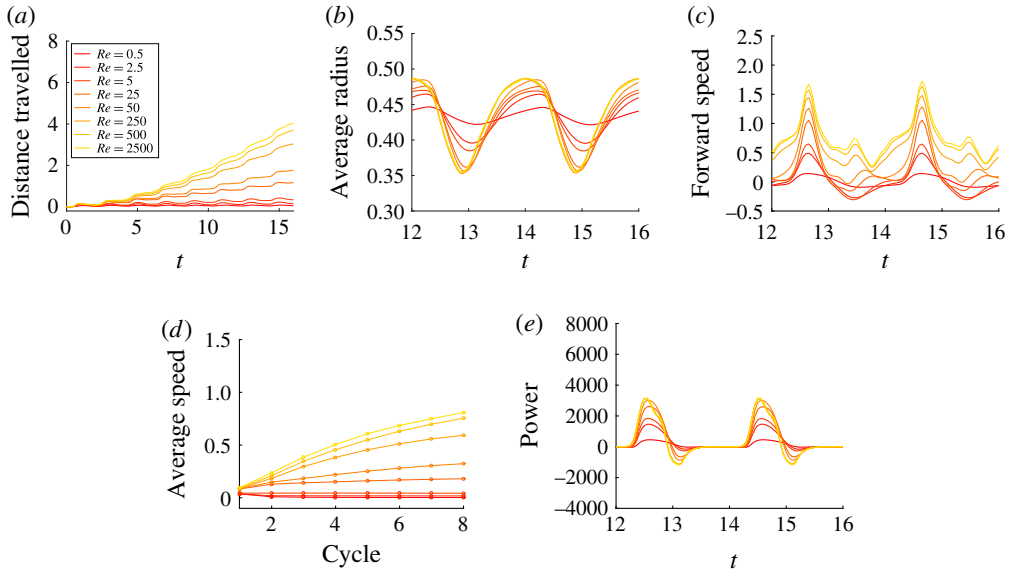 (a)
Distance travelled
8
6
4
2
0
Re = 0.5
Re = 2.5
Re = 5
Re = 25
Re = 50
Re = 250
Re = 500
Re = 2500
0 5 10 15
t
(b)
Average radius
0.55
0.50
0.45
0.40
0.35
0.30
12 13 14 15 16
t
(c)
Forward speed
2.5
2.0
1.5
1.0
0.5
0
−0.5
12 13 14 15 16
t
(d)
Average speed
1.5
1.0
0.5
0
2 4 6 8
Cycle
(e)
Power
8000
6000
4000
2000
0
−2000
−4000
12 13 14 15 16
t